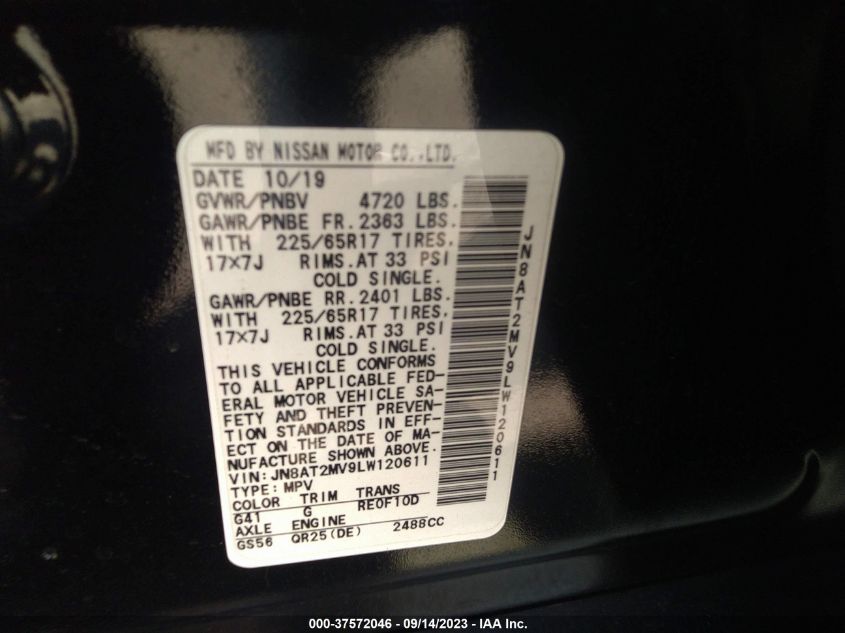 MFD BY NISSAN MOTOR CO.,LTD.
DATE 10/19
GVWR/PNBV 4720 LBS.
GAWR/PNBE FR. 2363 LBS.
WITH 225/65R17 TIRES.
17×7J RIMS.AT 33 PSI
COLD SINGLE.
GAWR/PNBE RR. 2401 LBS.
WITH 225/65R17 TIRES.
17×7J RIMS.AT 33 PSI
COLD SINGLE.
THIS VEHICLE CONFORMS
TO ALL APPLICABLE FED-
ERAL MOTOR VEHICLE SA-
FETY AND THEFT PREVEN-
TION STANDARDS IN EFF-
ECT ON THE DATE OF MA-
NUFACTURE SHOWN ABOVE.
VIN: JN8AT2MV9LW120611
TYPE: MPV
COLOR TRIM TRANS
G41 G RE0F10D
AXLE ENGINE
GS56 QR25(DE) 2488CC
JN8AT2MV9LW120611
000-37572046 - 09/14/2023 - IAA Inc.